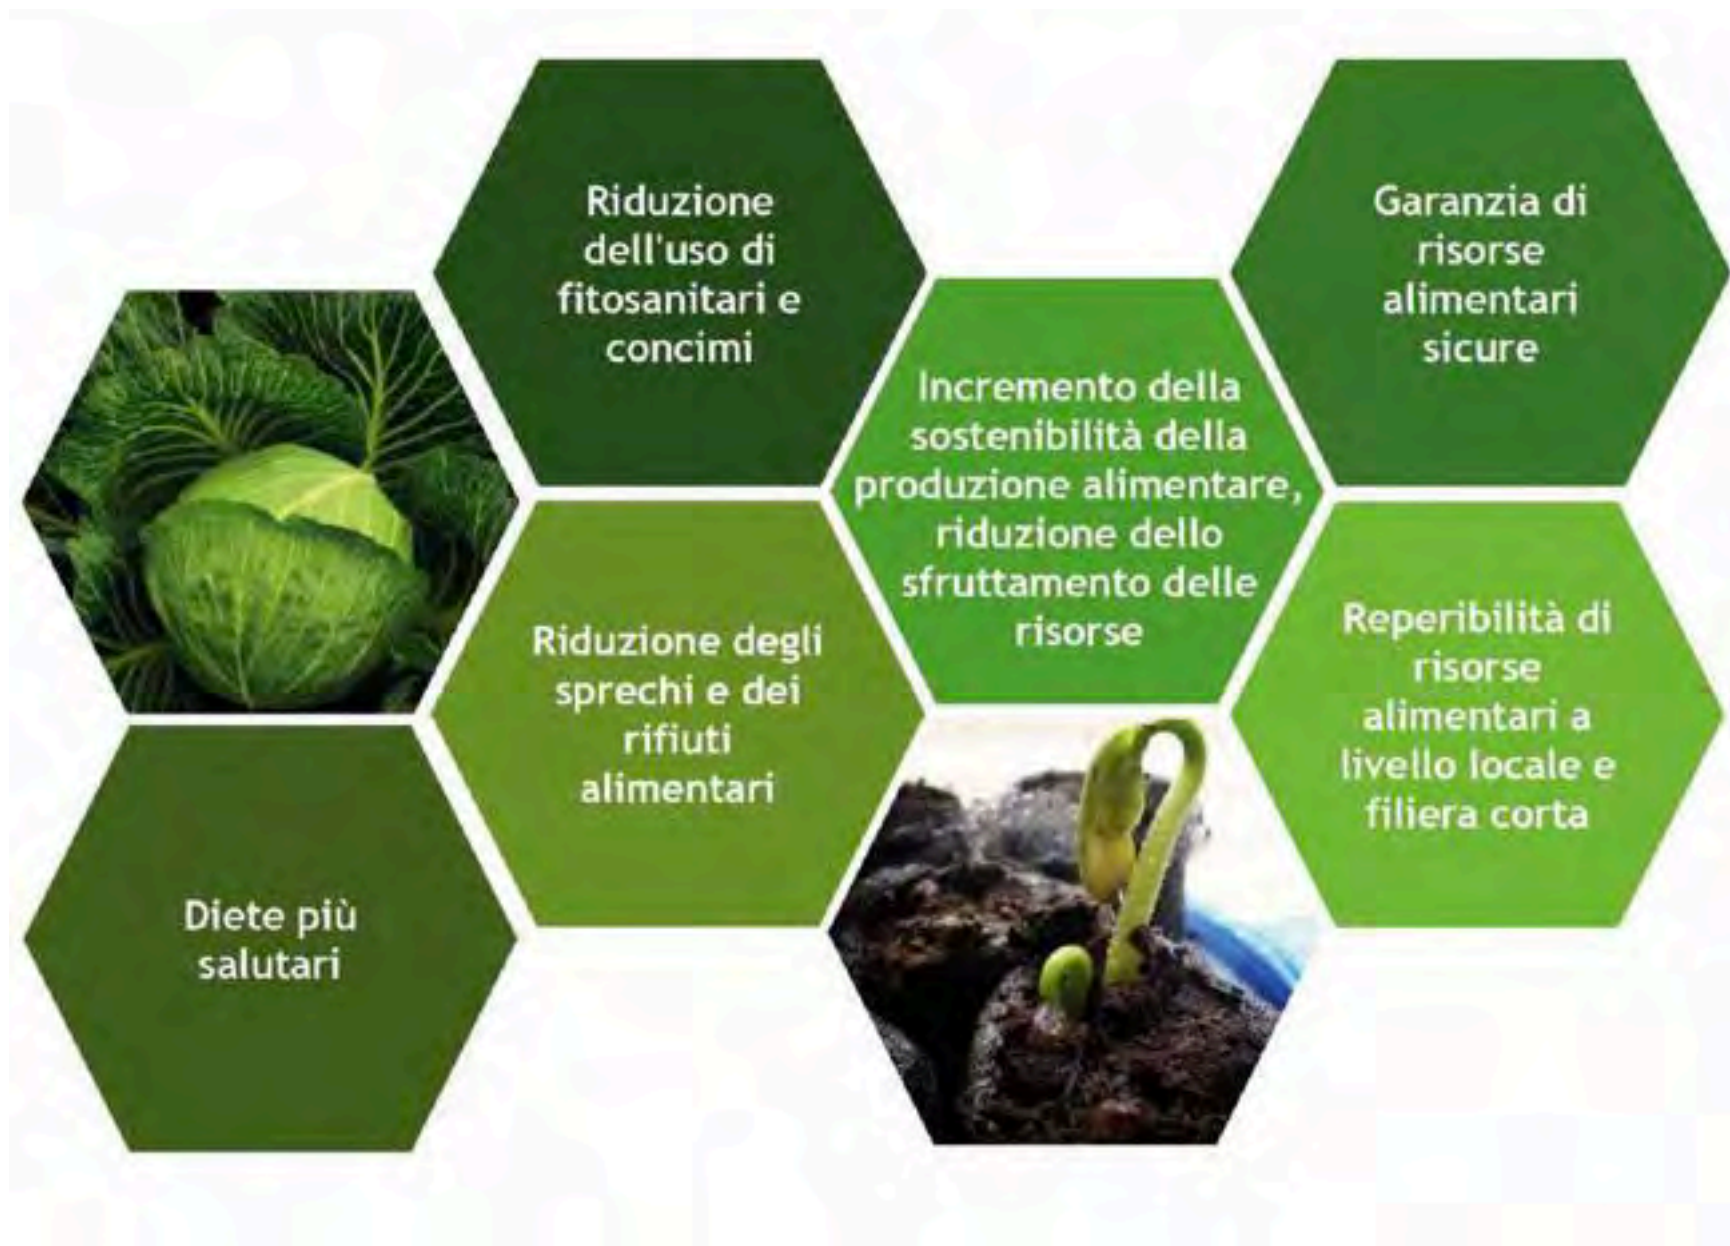 Riduzione
dell'uso di
fitosanitari e
concimi
Garanzia di
risorse
alimentari
sicure
Incremento della
sostenibilità della
produzione alimentare,
riduzione dello
sfruttamento delle
risorse
Riduzione degli
sprechi e dei
rifiuti
alimentari
Reperibilità di
risorse
alimentari a
livello locale e
filiera corta
Diete più
salutari